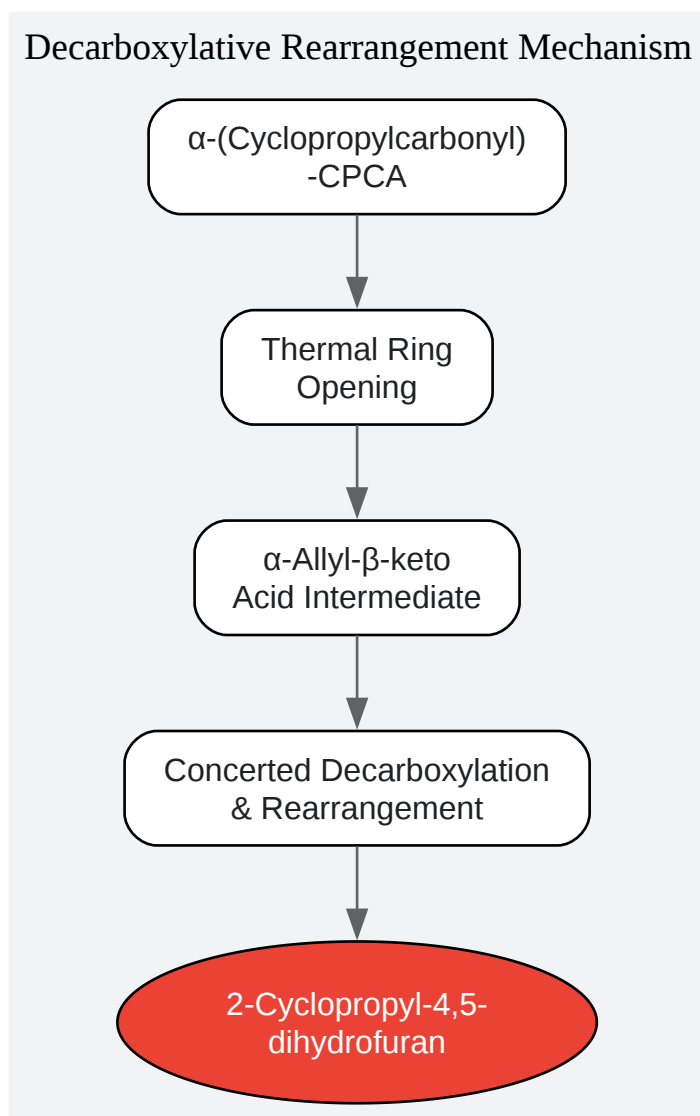 Decarboxylative Rearrangement Mechanism
α-(Cyclopropylcarbonyl)
-CPCA
Thermal Ring
Opening
α-Allyl-β-keto
Acid Intermediate
Concerted Decarboxylation
& Rearrangement
2-Cyclopropyl-4,5-
dihydrofuran